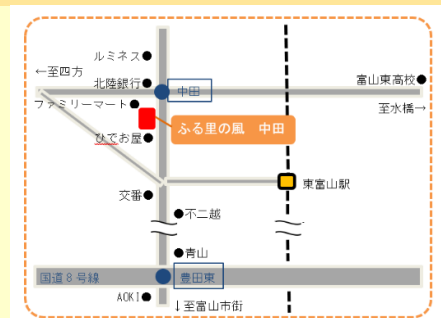 ルミネス
←至四方
北陸銀行
中田
富山東高校
ファミリーマート
至水橋→
ふる里の風 中田
ひでお屋
東富山駅
交番
不二越
青山
国道8号線
豊田東
AOKI
↓至富山市街